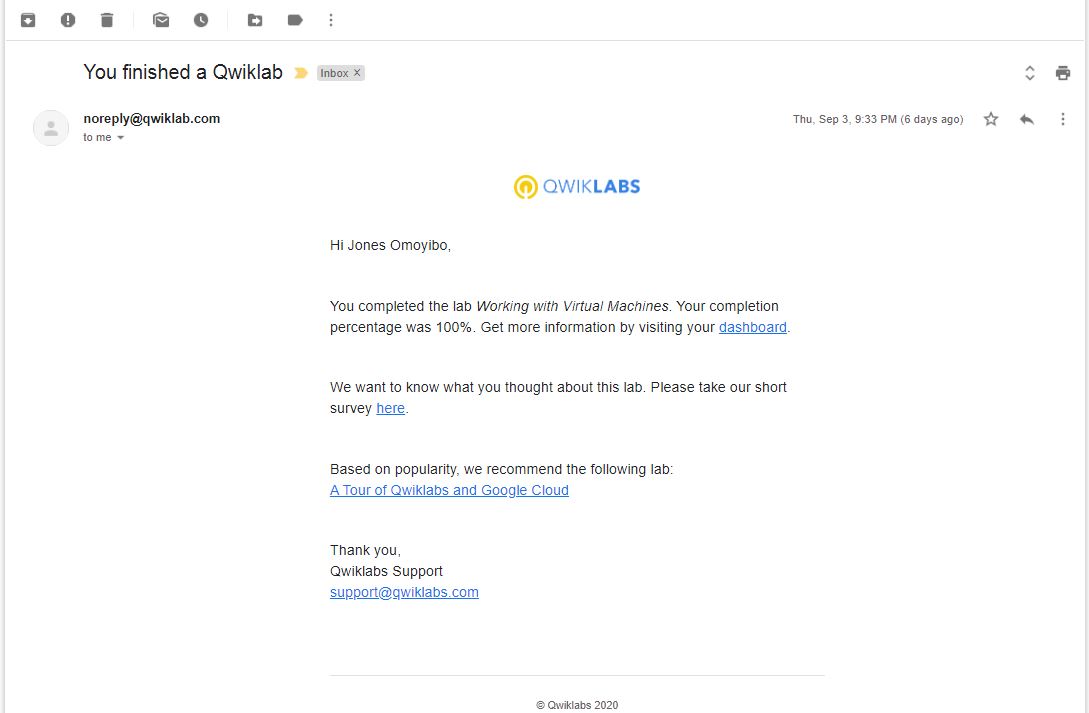 You finished a Qwiklab Inbox X
noreply@qwiklab.com Thu, Sep 3, 9:33 PM (6 days ago)
to me
QWIKLABS
Hi Jones Omoyibo,
You completed the lab Working with Virtual Machines. Your completion
percentage was 100%. Get more information by visiting your dashboard.
We want to know what you thought about this lab. Please take our short
survey here.
Based on popularity, we recommend the following lab:
A Tour of Qwiklabs and Google Cloud
Thank you,
Qwiklabs Support
support@qwiklabs.com
© Qwiklabs 2020